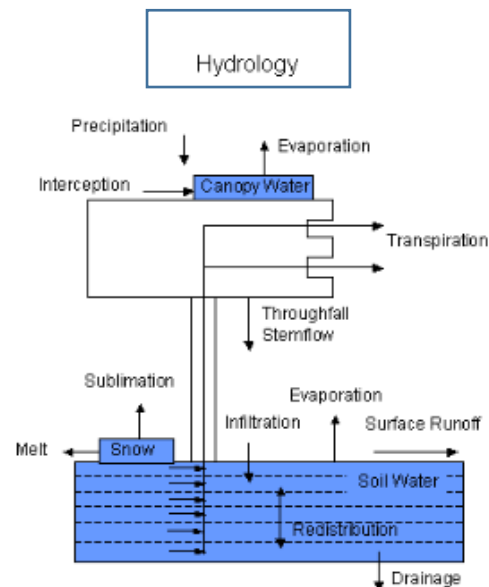 Hydrology
Precipitation
Evaporation
Interception
Canopy Water
Transpiration
Throughfall
Stemflow
Sublimation
Evaporation
Infiltration
Surface Runoff
Melt
Snow
Soil Water
Redistribution
Drainage